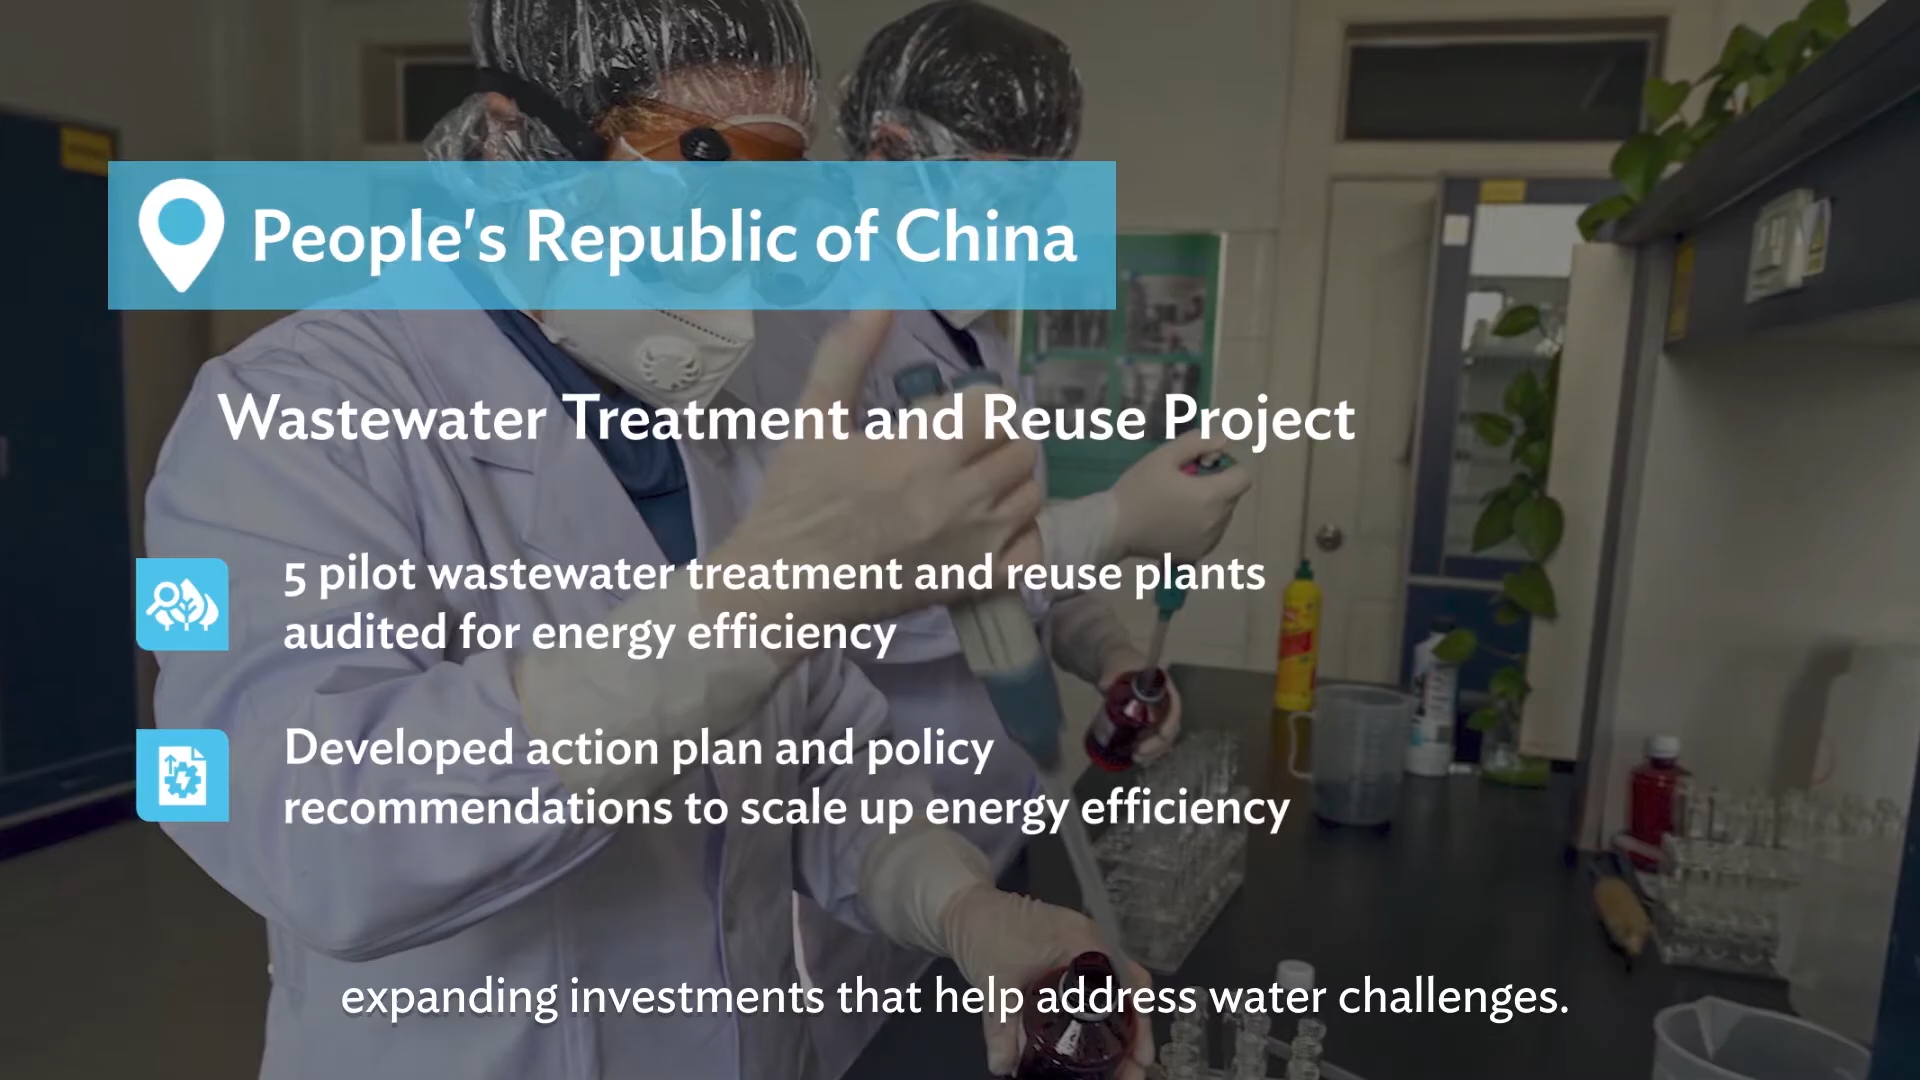 People's Republic of China
Wastewater Treatment and Reuse Project
5 pilot wastewater treatment and reuse plants
audited for energy efficiency
Developed action plan and policy
recommendations to scale up energy efficiency
expanding investments that help address water challenges.